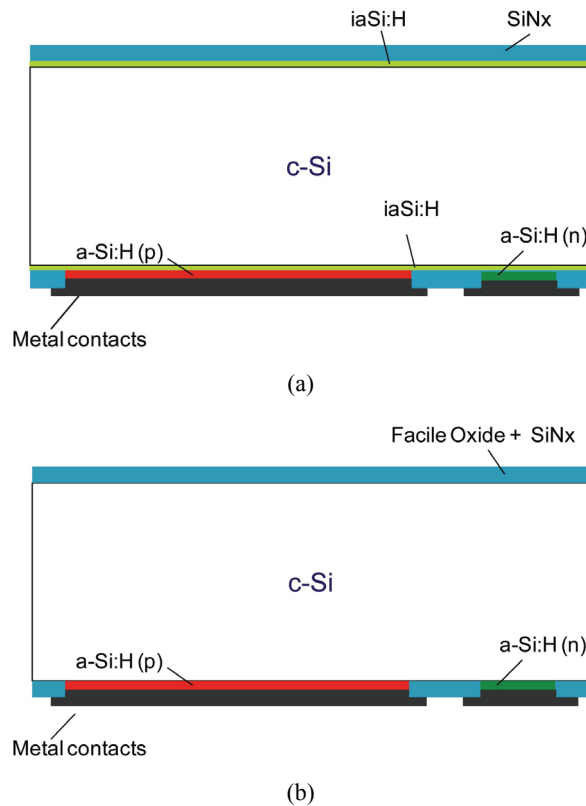 iaSi:H
SiNx
c-Si
iaSi:H
a-Si:H (p)
a-Si:H (n)
Metal contacts
(a)
Facile Oxide + SiNx
c-Si
a-Si:H (n)
a-Si:H (p)
Metal contacts
(b)